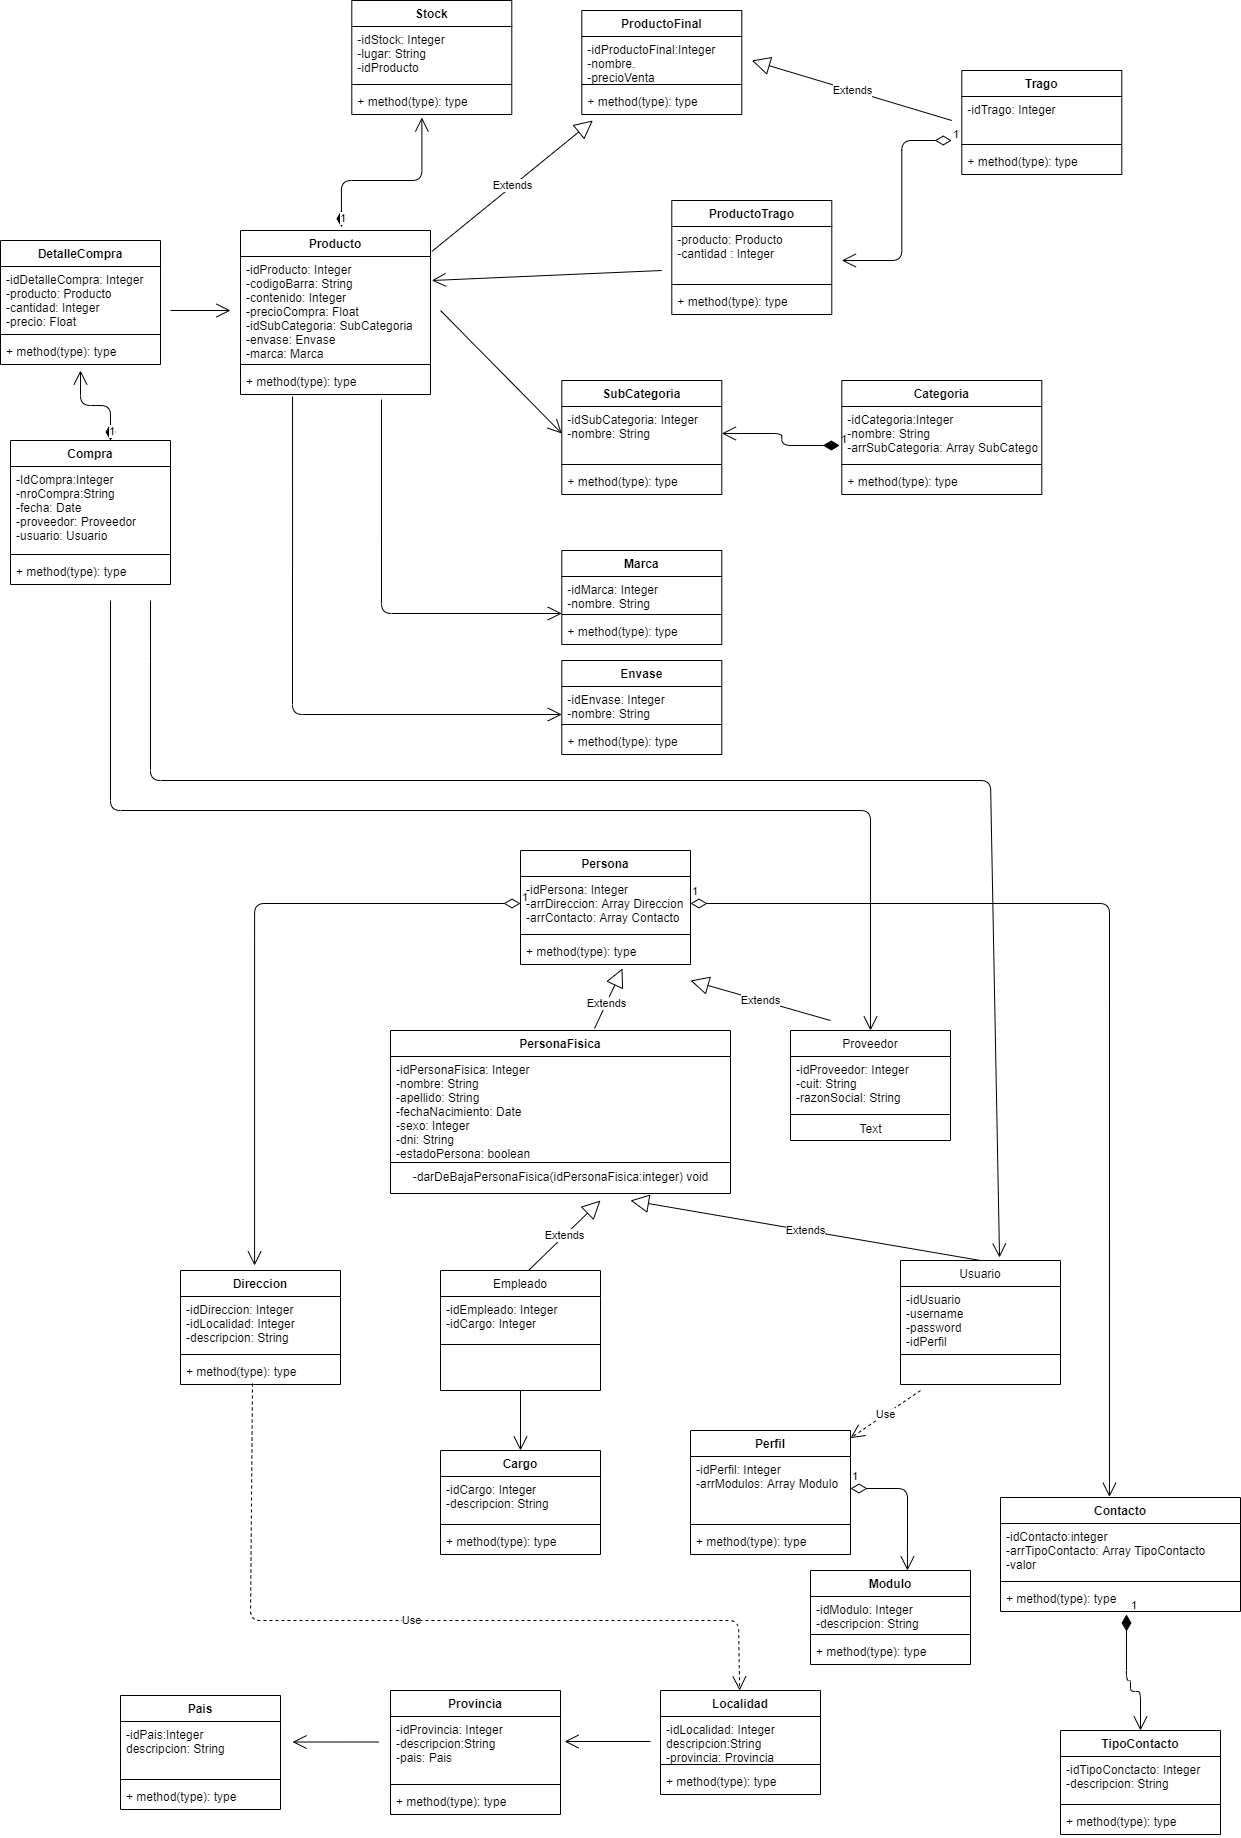 Stock
-idStock: Integer
-lugar: String
-idProducto
+ method(type): type
ProductoFinal
-idProductoFinal:Integer
-nombre.
-precioVenta
+ method(type): type
Extends
Trago
-idTrago: Integer
+ method(type): type
1
Extends
ProductoTrago
-producto: Producto
-cantidad : Integer
+ method(type): type
1
Producto
-idProducto: Integer
-codigoBarra: String
-contenido: Integer
-precioCompra: Float
-idSubCategoria: SubCategoria
-envase: Envase
-marca: Marca
+ method(type): type
DetalleCompra
-idDetalleCompra: Integer
-producto: Producto
-cantidad: Integer
-precio: Float
+ method(type): type
1
Compra
-IdCompra:Integer
-nroCompra:String
-fecha: Date
-proveedor: Proveedor
-usuario: Usuario
+ method(type): type
SubCategoria
-idSubCategoria: Integer
-nombre: String
+ method(type): type
1
Categoria
-idCategoria:Integer
-nombre: String
-arrSubCategoria: Array SubCatego
+ method(type): type
Marca
-idMarca: Integer
-nombre. String
+ method(type): type
Envase
-idEnvase: Integer
-nombre: String
+ method(type): type
Persona
-idPersona: Integer
-arrDireccion: Array Direccion
-arrContacto: Array Contacto
+ method(type): type
1
1
Extends
Extends
PersonaFisica
-idPersonaFisica: Integer
-nombre: String
-apellido: String
-fechaNacimiento: Date
-sexo: Integer
-dni: String
-estadoPersona: boolean
-darDeBajaPersonaFisica(idPersonaFisica:integer) void
Proveedor
-idProveedor: Integer
-cuit: String
-razonSocial: String
Text
Extends
Extends
Direccion
-idDireccion: Integer
-idLocalidad: Integer
-descripcion: String
+ method(type): type
Empleado
-idEmpleado: Integer
-idCargo: Integer
Usuario
-idUsuario
-username
-password
-idPerfil
Use
Cargo
-idCargo: Integer
-descripcion: String
+ method(type): type
Perfil
-idPerfil: Integer
-arrModulos: Array Modulo
+ method(type): type
1
Modulo
-idModulo: Integer
-descripcion: String
+ method(type): type
Contacto
-idContacto:integer
-arrTipoContacto: Array TipoContacto
-valor
+ method(type): type
1
Use
Pais
-idPais:Integer
descripcion: String
+ method(type): type
Provincia
-idProvincia: Integer
-descripcion:String
-pais: Pais
+ method(type): type
Localidad
-idLocalidad: Integer
descripcion:String
-provincia: Provincia
+ method(type): type
TipoContacto
-idTipoConctacto: Integer
-descripcion: String
+ method(type): type